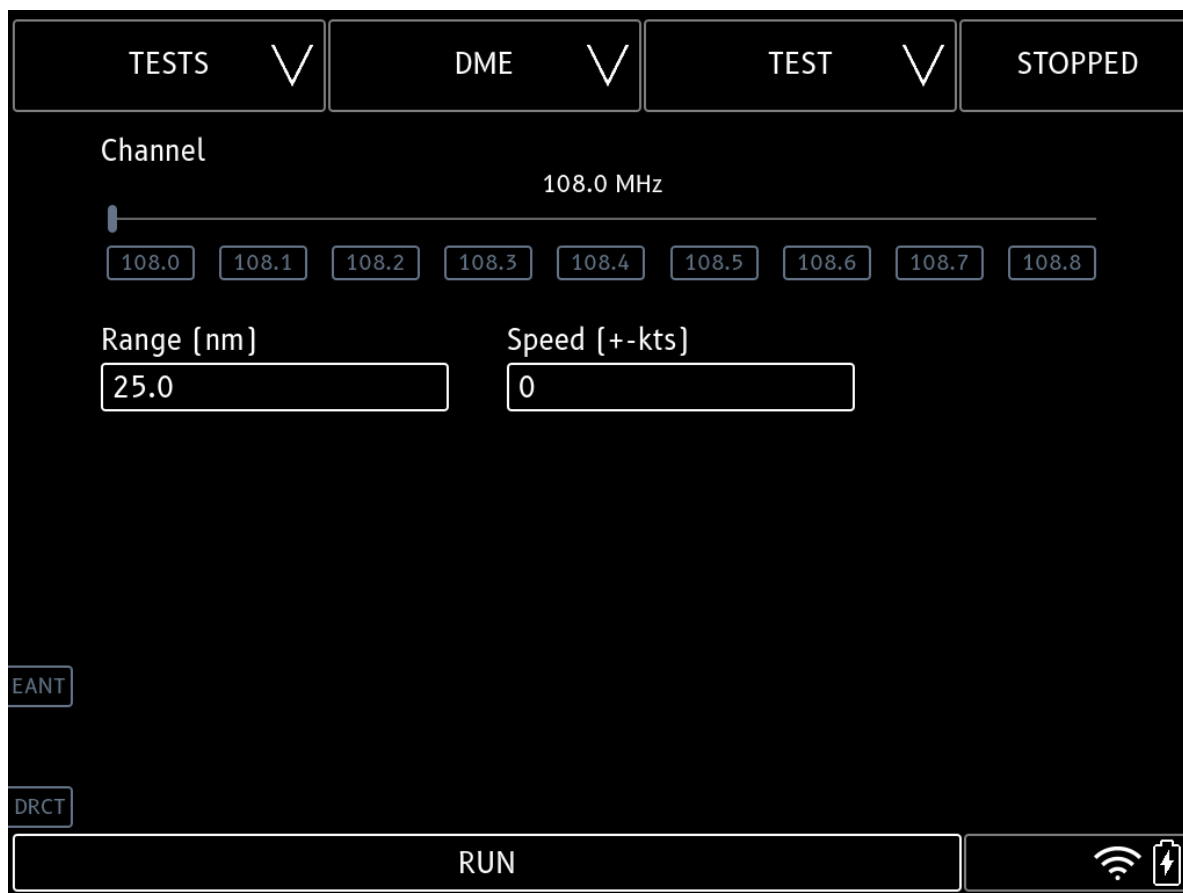 TESTS DME TEST STOPPED
Channel
108.0 MHz
108.0 108.1 108.2 108.3 108.4 108.5 108.6 108.7 108.8
Range (nm) Speed (+-kts)
25.0 0
EANT
DRCT
RUN